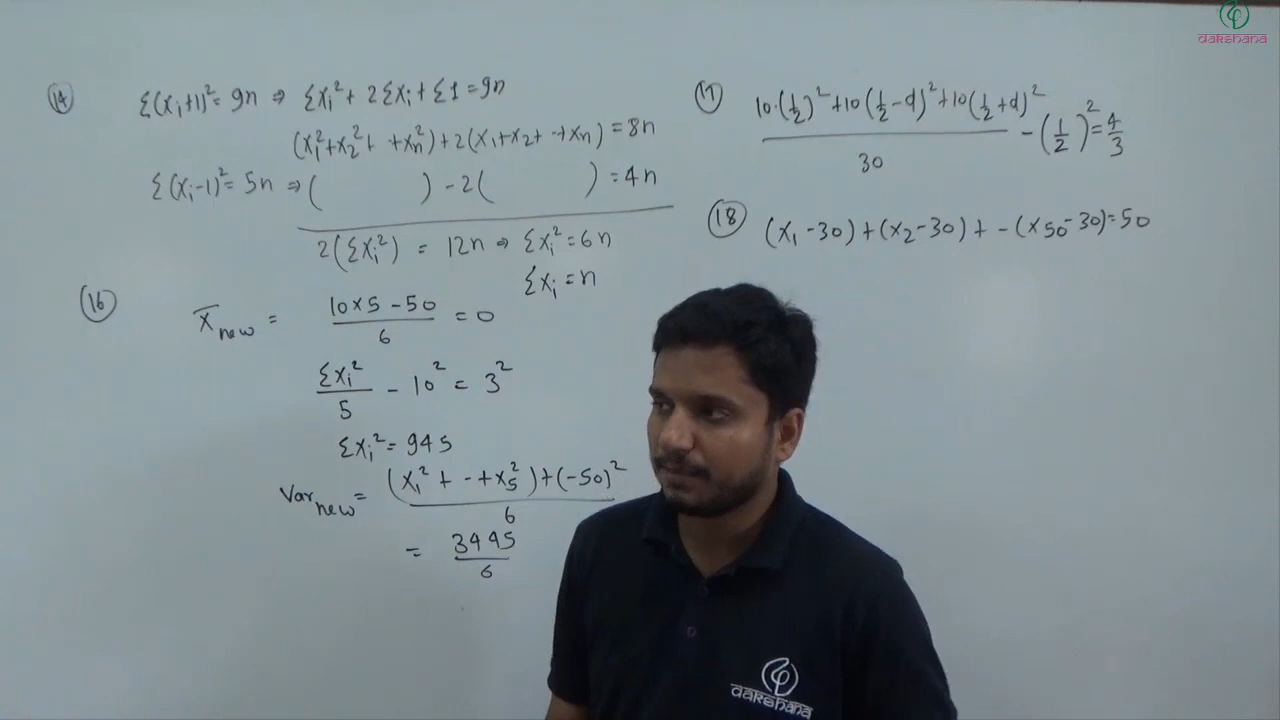 14
Σ(xi+1)² = 9n ⇒ Σxi² + 2Σxi + Σ1 = 9n
(x1²+x2²+ +xn²)+2(x1+x2+ -+xn) = 8n
Σ(xi-1)² = 5n ⇒ ( ) - 2( ) = 4n
2(Σxi²) = 12n ⇒ Σxi² = 6n
Σxi = n
16
x̄new = (10×5-50)/6 = 0
Σxi²/5 - 10² = 3²
Σxi² = 945
Varnew = ((x1²+ -+x5²)+(-50)²)/6
= 3445/6
17
(10·(1/2)²+10(1/2-d)²+10(1/2+d)²)/30 - (1/2)² = 4/3
18
(x1-30)+(x2-30)+ -(x50-30)=50
dakshana
dakshana